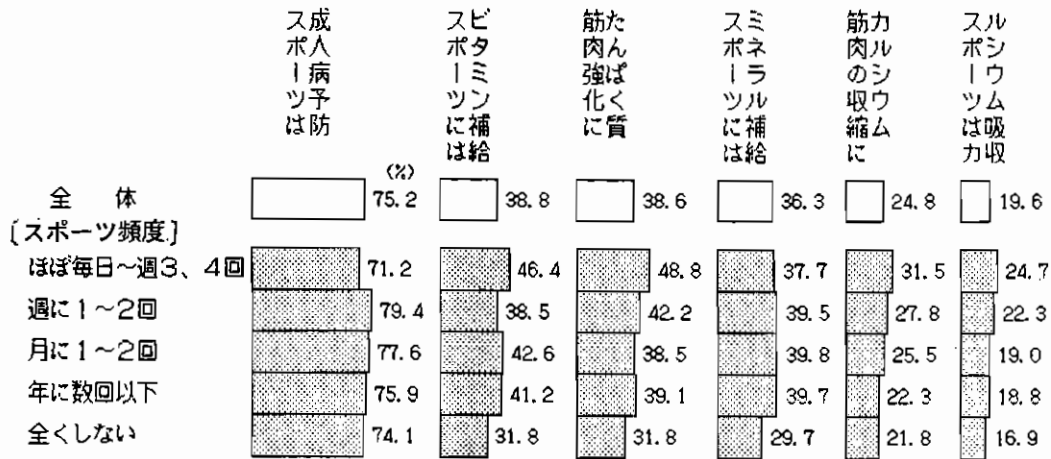 スポーツは
成人病予防
スポーツには
ビタミン補給
筋肉強化に
たんぱく質
スポーツには
ミネラル補給
筋肉の収縮に
カルシウム
スポーツはカ
ルシウム吸収
(%)
全体 75.2 38.8 38.6 36.3 24.8 19.6
[スポーツ頻度]
ほぼ毎日~週3、4回 71.2 46.4 48.8 37.7 31.5 24.7
週に1~2回 79.4 38.5 42.2 39.5 27.8 22.3
月に1~2回 77.6 42.6 38.5 39.8 25.5 19.0
年に数回以下 75.9 41.2 39.1 39.7 22.3 18.8
全くしない 74.1 31.8 31.8 29.7 21.8 16.9